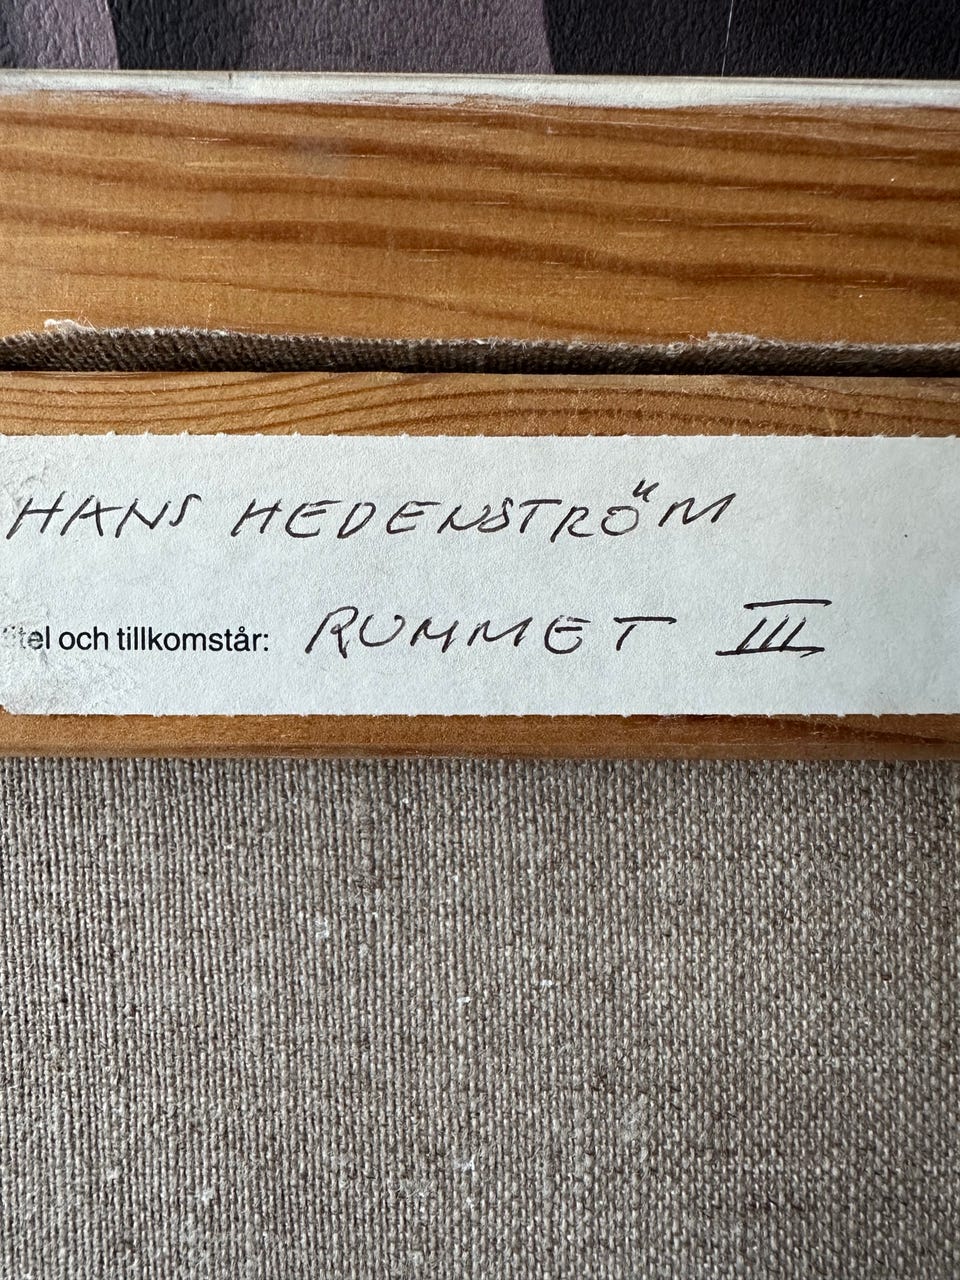 HANS HEDENSTRÖM
tel och tillkomstår: RUMMET III